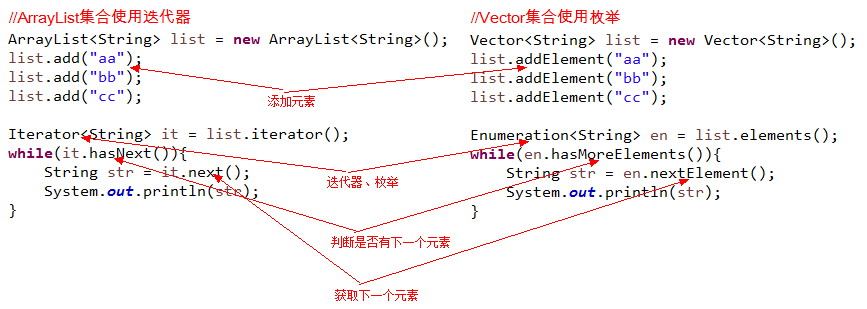 //ArrayList集合使用迭代器
ArrayList<String> list = new ArrayList<String>();
list.add("aa");
list.add("bb");
list.add("cc");
Iterator<String> it = list.iterator();
while(it.hasNext()){
    String str = it.next();
    System.out.println(str);
}
//Vector集合使用枚举
Vector<String> list = new Vector<String>();
list.addElement("aa");
list.addElement("bb");
list.addElement("cc");
Enumeration<String> en = list.elements();
while(en.hasMoreElements()){
    String str = en.nextElement();
    System.out.println(str);
}
添加元素
迭代器、枚举
判断是否有下一个元素
获取下一个元素